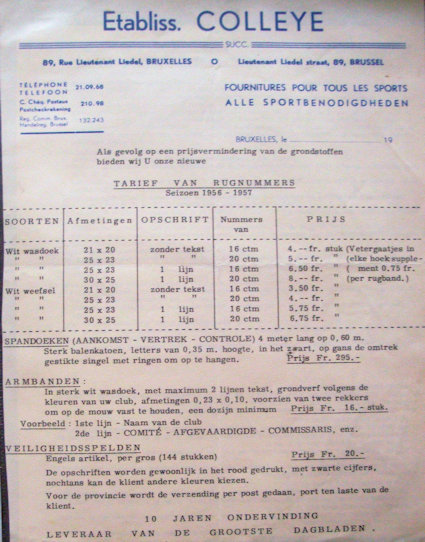 Etabliss. COLLEYE
SUCC.
89, Rue Lieutenant Liedel, BRUXELLES O Lieutenant Liedel straat, 89, BRUSSEL
TÉLÉPHONE
TELEFOON 21.09.68
C. Chèq. Postaux
Postcheckrekening 210.98
Reg. Comm. Brux.
Handelreg. Brussel 132.243
FOURNITURES POUR TOUS LES SPORTS
ALLE SPORTBENODIGDHEDEN
BRUXELLES, le 19
Als gevolg op een prijsvermindering van de grondstoffen
bieden wij U onze nieuwe
TARIEF VAN RUGNUMMERS
Seizoen 1956 - 1957
SOORTEN Afmetingen OPSCHRIFT Nummers van PRIJS
Wit wasdoek 21 x 20 zonder tekst 16 ctm 4.-- fr. stuk (Vetergaatjes in
" " 25 x 23 " " 20 ctm 5.-- fr. " (elke hoek supple-
" " 25 x 23 1 lijn 16 ctm 6,50 fr. " ( ment 0.75 fr.
" " 30 x 25 1 lijn 20 ctm 8.-- fr. " (per rugband.)
Wit weefsel 21 x 20 zonder tekst 16 ctm 3.50 fr. "
" " 25 x 23 " " 20 ctm 4.-- fr. "
" " 25 x 23 1 lijn 16 ctm 5,75 fr. "
" " 30 x 25 1 lijn 20 ctm 6.75 fr. "
SPANDOEKEN (AANKOMST - VERTREK - CONTROLE) 4 meter lang op 0,60 m.
Sterk balenkatoen, letters van 0,35 m. hoogte, in het zwart, op gans de omtrek
gestikte singel met ringen om op te hangen. Prijs Fr. 295.-
ARMBANDEN :
In sterk wit wasdoek, met maximum 2 lijnen tekst, grondverf volgens de
kleuren van uw club, afmetingen 0,23 x 0,10, voorzien van twee rekkers
om op de mouw vast te houden, een dozijn minimum Prijs Fr. 16.- stuk.
Voorbeeld : 1ste lijn - Naam van de club
2de lijn - COMITÉ - AFGEVAARDIGDE - COMMISSARIS, enz.
VEILIGHEIDSSPELDEN
Engels artikel, per gros (144 stukken) Prijs Fr. 20.-
De opschriften worden gewoonlijk in het rood gedrukt, met zwarte cijfers,
nochtans kan de klient andere kleuren kiezen.
Voor de provincie wordt de verzending per post gedaan, port ten laste van de
klient.
10 JAREN ONDERVINDING
LEVERAAR VAN DE GROOTSTE DAGBLADEN.